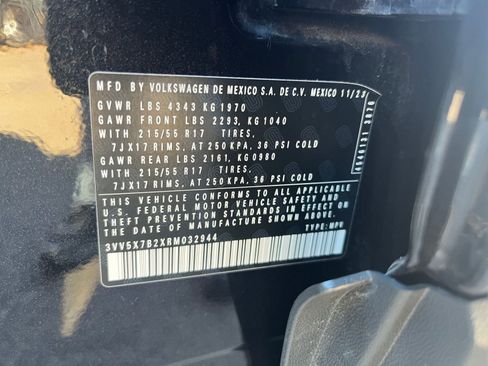 MFD BY VOLKSWAGEN DE MEXICO S.A. DE C.V. MEXICO 11/23
GVWR LBS 4343 KG 1970
GAWR FRONT LBS 2293, KG 1040
WITH 215/55 R17 TIRES,
7JX17 RIMS, AT 250 KPA, 36 PSI COLD
GAWR REAR LBS 2161, KG 0980
WITH 215/55 R17 TIRES,
7JX17 RIMS, AT 250 KPA, 36 PSI COLD
THIS VEHICLE CONFORMS TO ALL APPLICABLE
U.S. FEDERAL MOTOR VEHICLE SAFETY AND
THEFT PREVENTION STANDARDS IN EFFECT ON
THE DATE OF MANUFACTURE SHOWN ABOVE.
3VV5X7B2XRM032944 TYPE: MPV